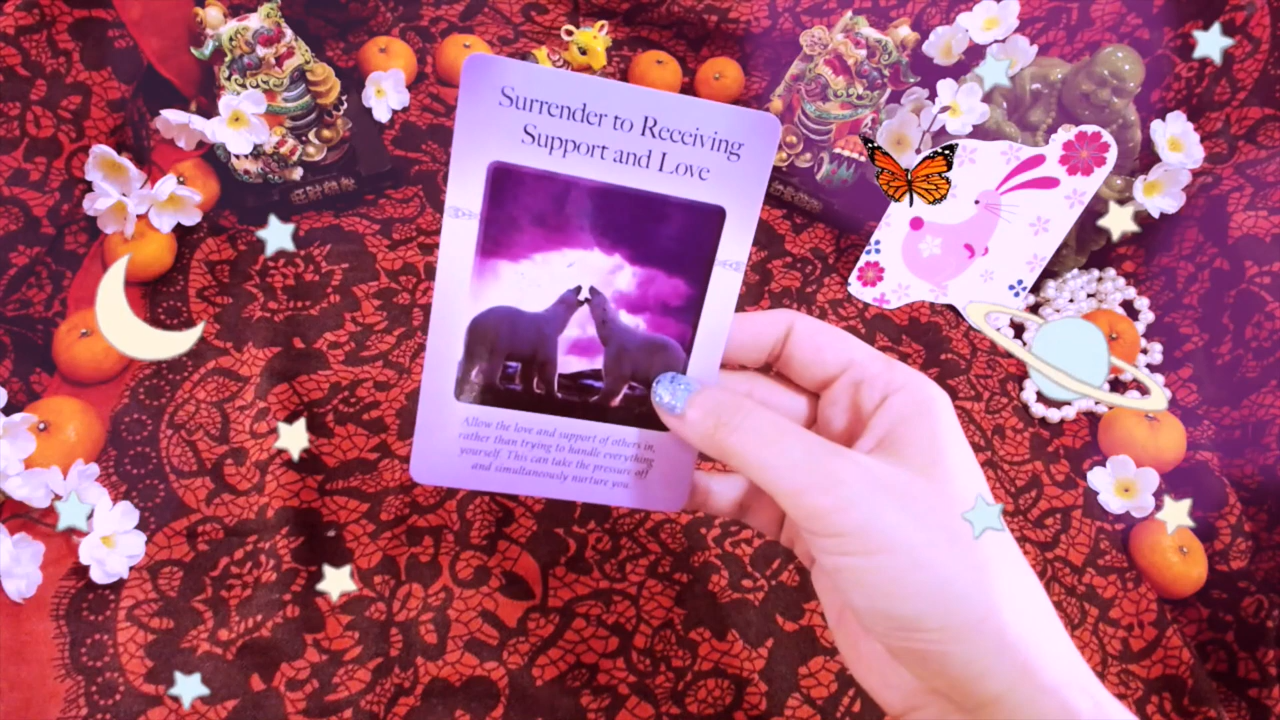 Surrender to Receiving
Support and Love
Allow the love and support of others in,
rather than trying to handle everything
yourself. This can take the pressure off
and simultaneously nurture you.